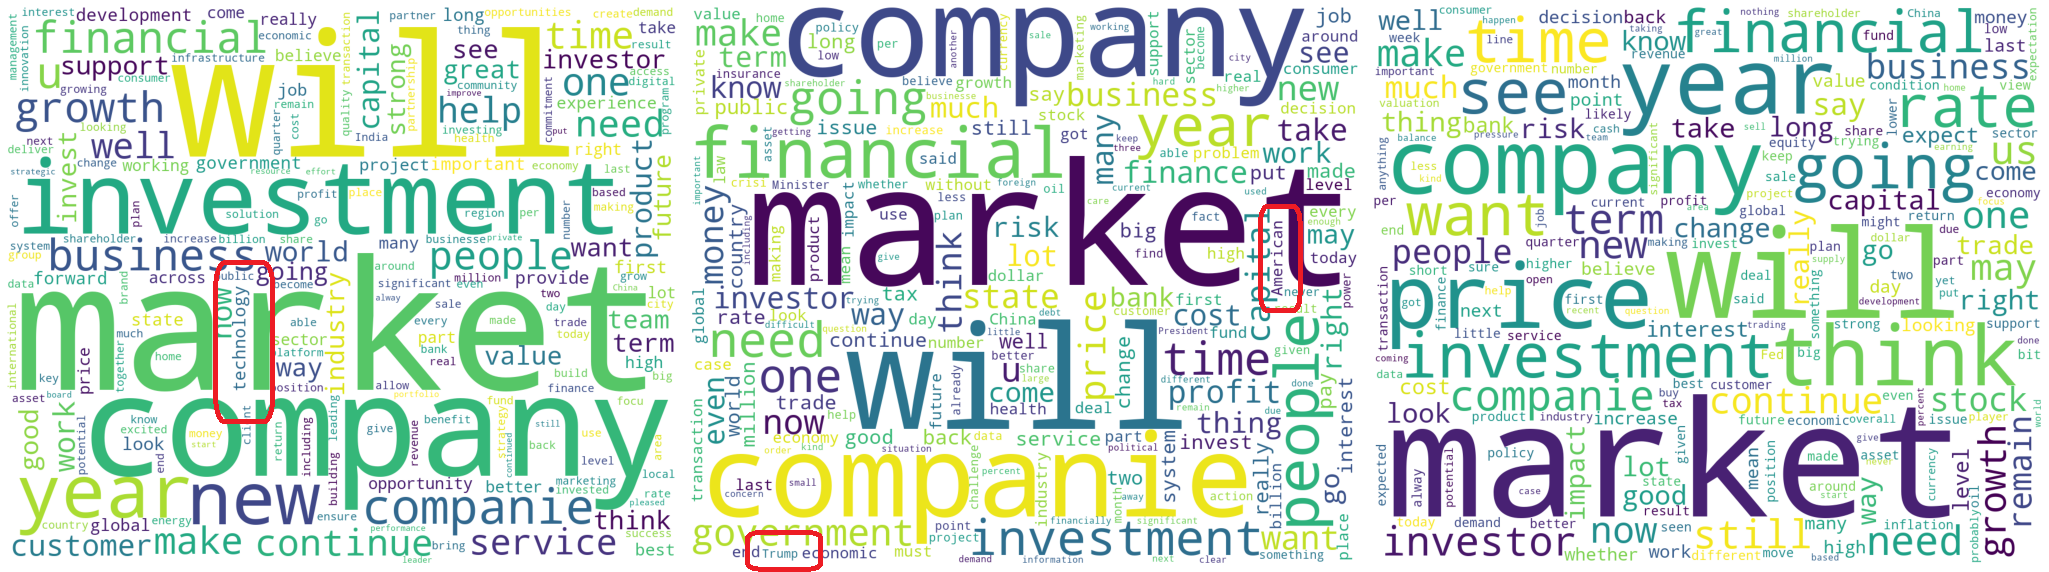 interest development come really long partner opportunities create demand
management innovation financial economic thing time take result
u support infrastructure believe capital strong see great investor one access digital
growing consumer job community improve experience program
growth will help need
well cost remain quarter quality transaction partnership India investing health commitment put right
next looking deliver change working government project important economy last
strategic resource effort profit place based making
invest investment product future
offer plan solution go region per number
system group shareholder increase billion share many businesse private want
business world people
forward data across going around significant even million provide first grow
public become alway sale two China lot city
now technology market industry team
international brand much together state able every part made trade today
home sector platform bank real value term high
key price way position allow build finance big
asset board portfolio
company
good work potential know excited look end client money start return including building leading revenue give benefit fund strategy continued back still use area focu
level local
year new opportunity better marketing invested rate pleased
companie think
country global energy ensure performance success
customer make continue bring service best
leader
value home policy company job
make long per low another working marketing support sector become sale city around
term see
private insurance shareholder believe growth hard real consumer
know going much say business new
public businesse stock higher decision
asset getting issue increase still got keep three many year take
financial said able problem work
law finance put made
important crisis Minister whether without foreign oil current used level
money country including making product mean impact use less plan give think risk care fact American every enough
market big capital may
lot find high today
dollar never
investor trying tax state bank first result power
global rate look way day China debt customer cost fund President right
difficult question little
need continue number well price change time people given
case better
even world million one u share large come health future already deal different profit pay done go interest
trade now help remain thing due
economy good back data service part political invest
order kind situation
transaction companie challenge percent industry two away system action really billion
last concern small month
government point project financially significant want place
end Trump economic must investment something
demand information next clear
consumer happen decision back nothing shareholder China money
well week time line know great taking financial fund low last expectation
make important government number revenue million business
valuation much see month year value condition home view
thing bank risk point likely say lower rate
balance pressure cash team take sell long share expect sector
want equity trying us
anything less kind company significant keep going come
per current term project profit sale capital economy focus
end job change global might return due one
people quarter new making invest really plan dollar will go trade
transaction short sure higher believe deal supply two part may
price open something day yet
got finance next help first recent said put development right
question
little service interest trading strong looking support
coming investment Fed big think done bit
cost companie best customer buy tax continue even stock
look product industry increase future economic overall issue player percent world
given give
expected always potential policy impact lot state mean position made asset never currency level growth remain
market
case good around start way
today demand better result now seen still many inflation need probably oil
investor whether work different move based high